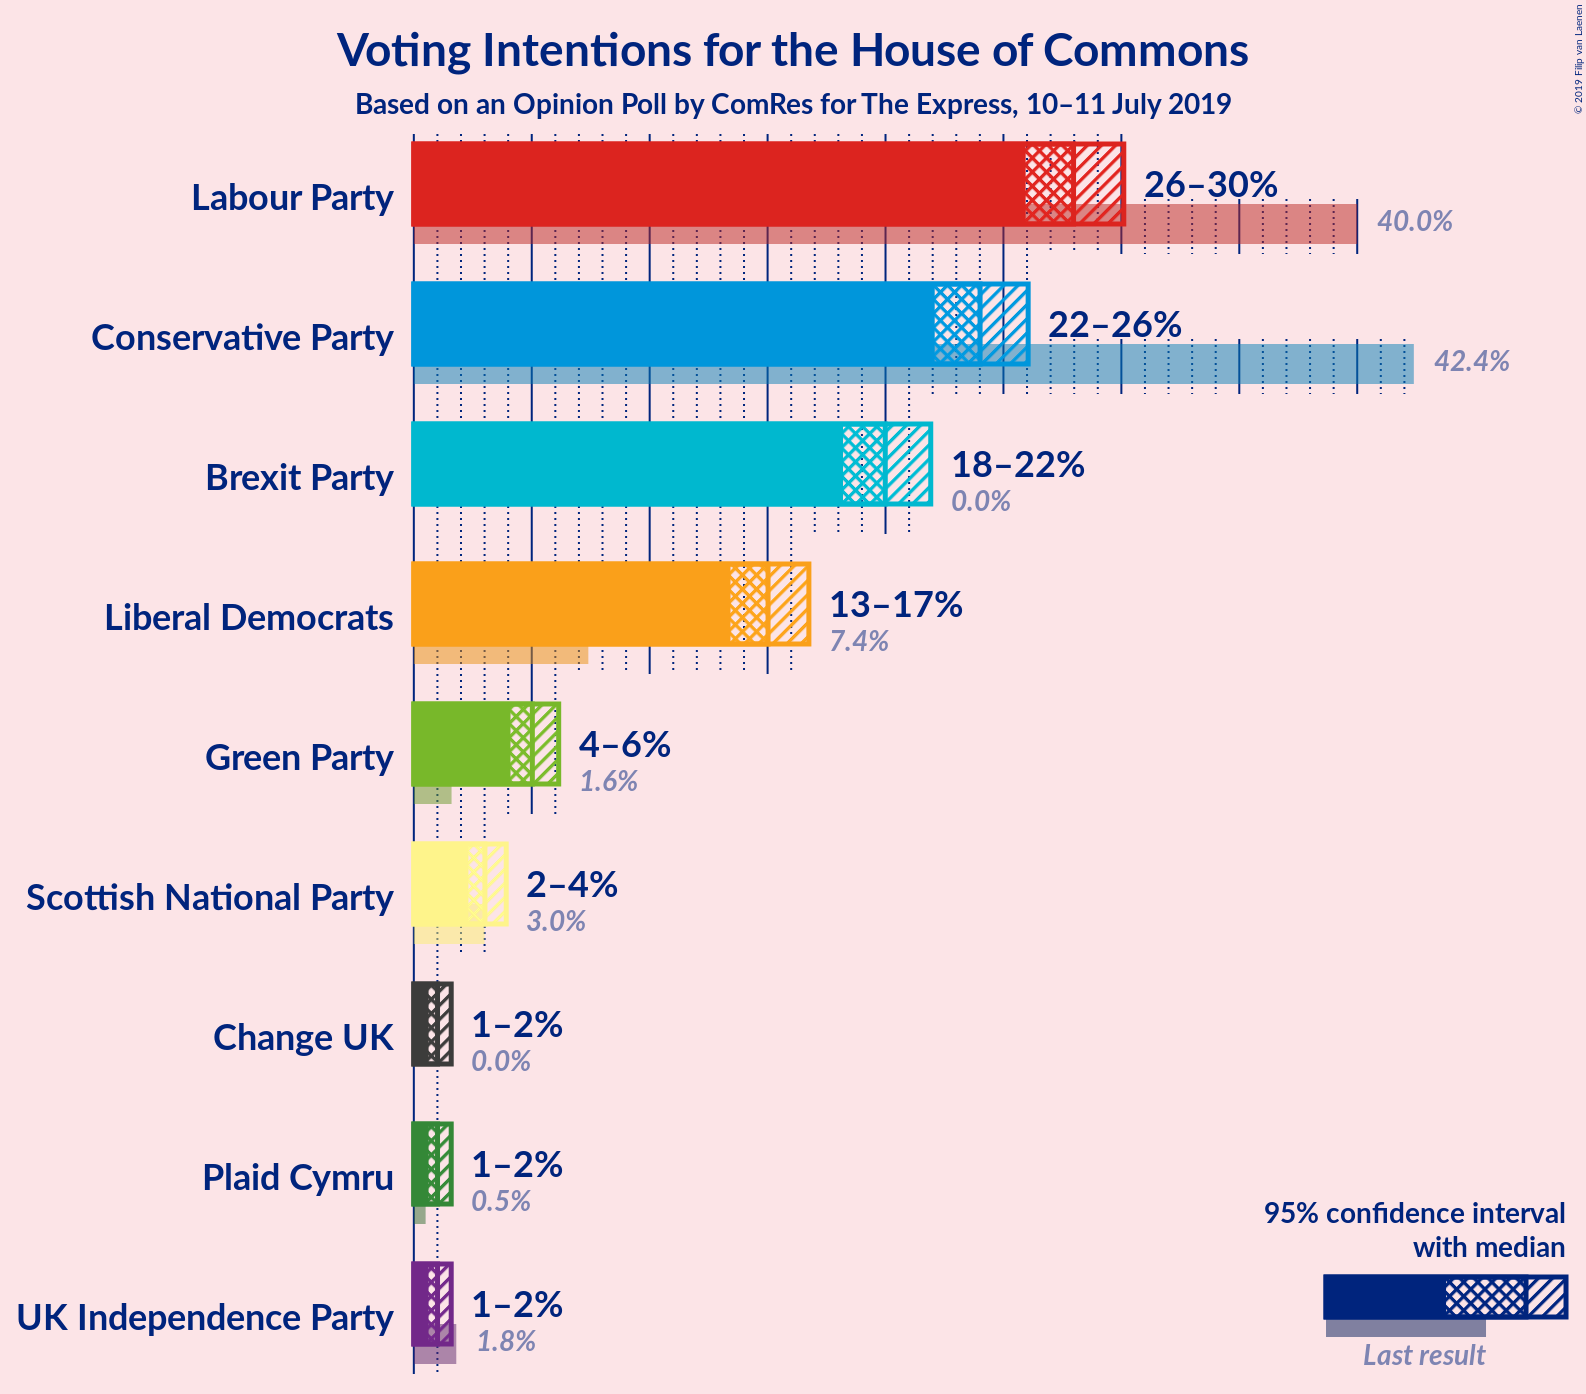 Voting Intentions for the House of Commons
Based on an Opinion Poll by ComRes for The Express, 10–11 July 2019
© 2019 Filip van Laenen
Labour Party
26–30%
40.0%
Conservative Party
22–26%
42.4%
Brexit Party
18–22%
0.0%
Liberal Democrats
13–17%
7.4%
Green Party
4–6%
1.6%
Scottish National Party
2–4%
3.0%
Change UK
1–2%
0.0%
Plaid Cymru
1–2%
0.5%
UK Independence Party
1–2%
1.8%
95% confidence interval
with median
Last result